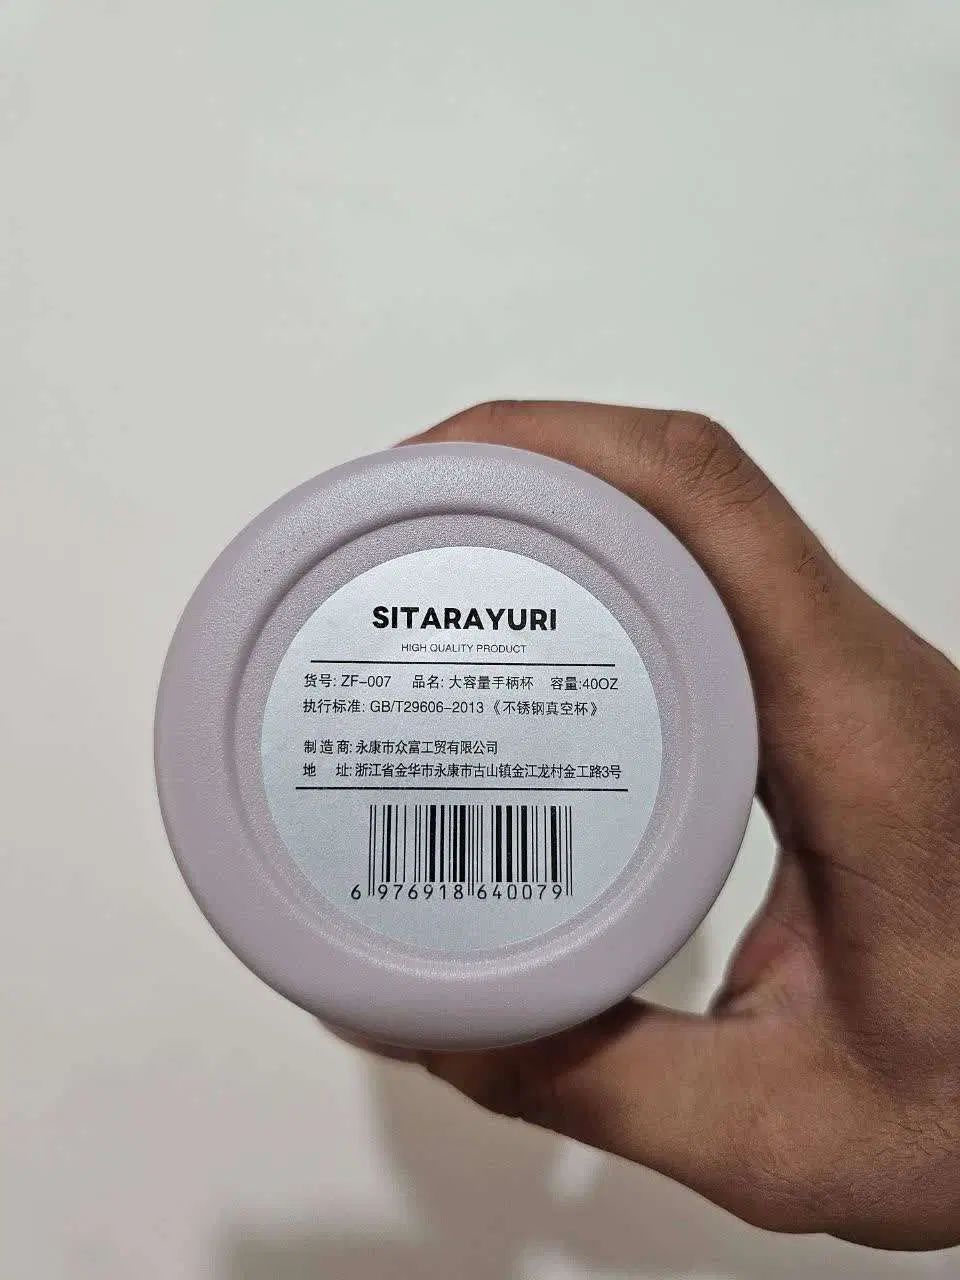 SITARAYURI
HIGH QUALITY PRODUCT
货号: ZF-007 品名: 大容量手柄杯 容量:40OZ
执行标准: GB/T29606-2013《不锈钢真空杯》
制造商: 永康市众富工贸有限公司
地 址: 浙江省金华市永康市古山镇金江龙村金工路3号
6 976918 640079